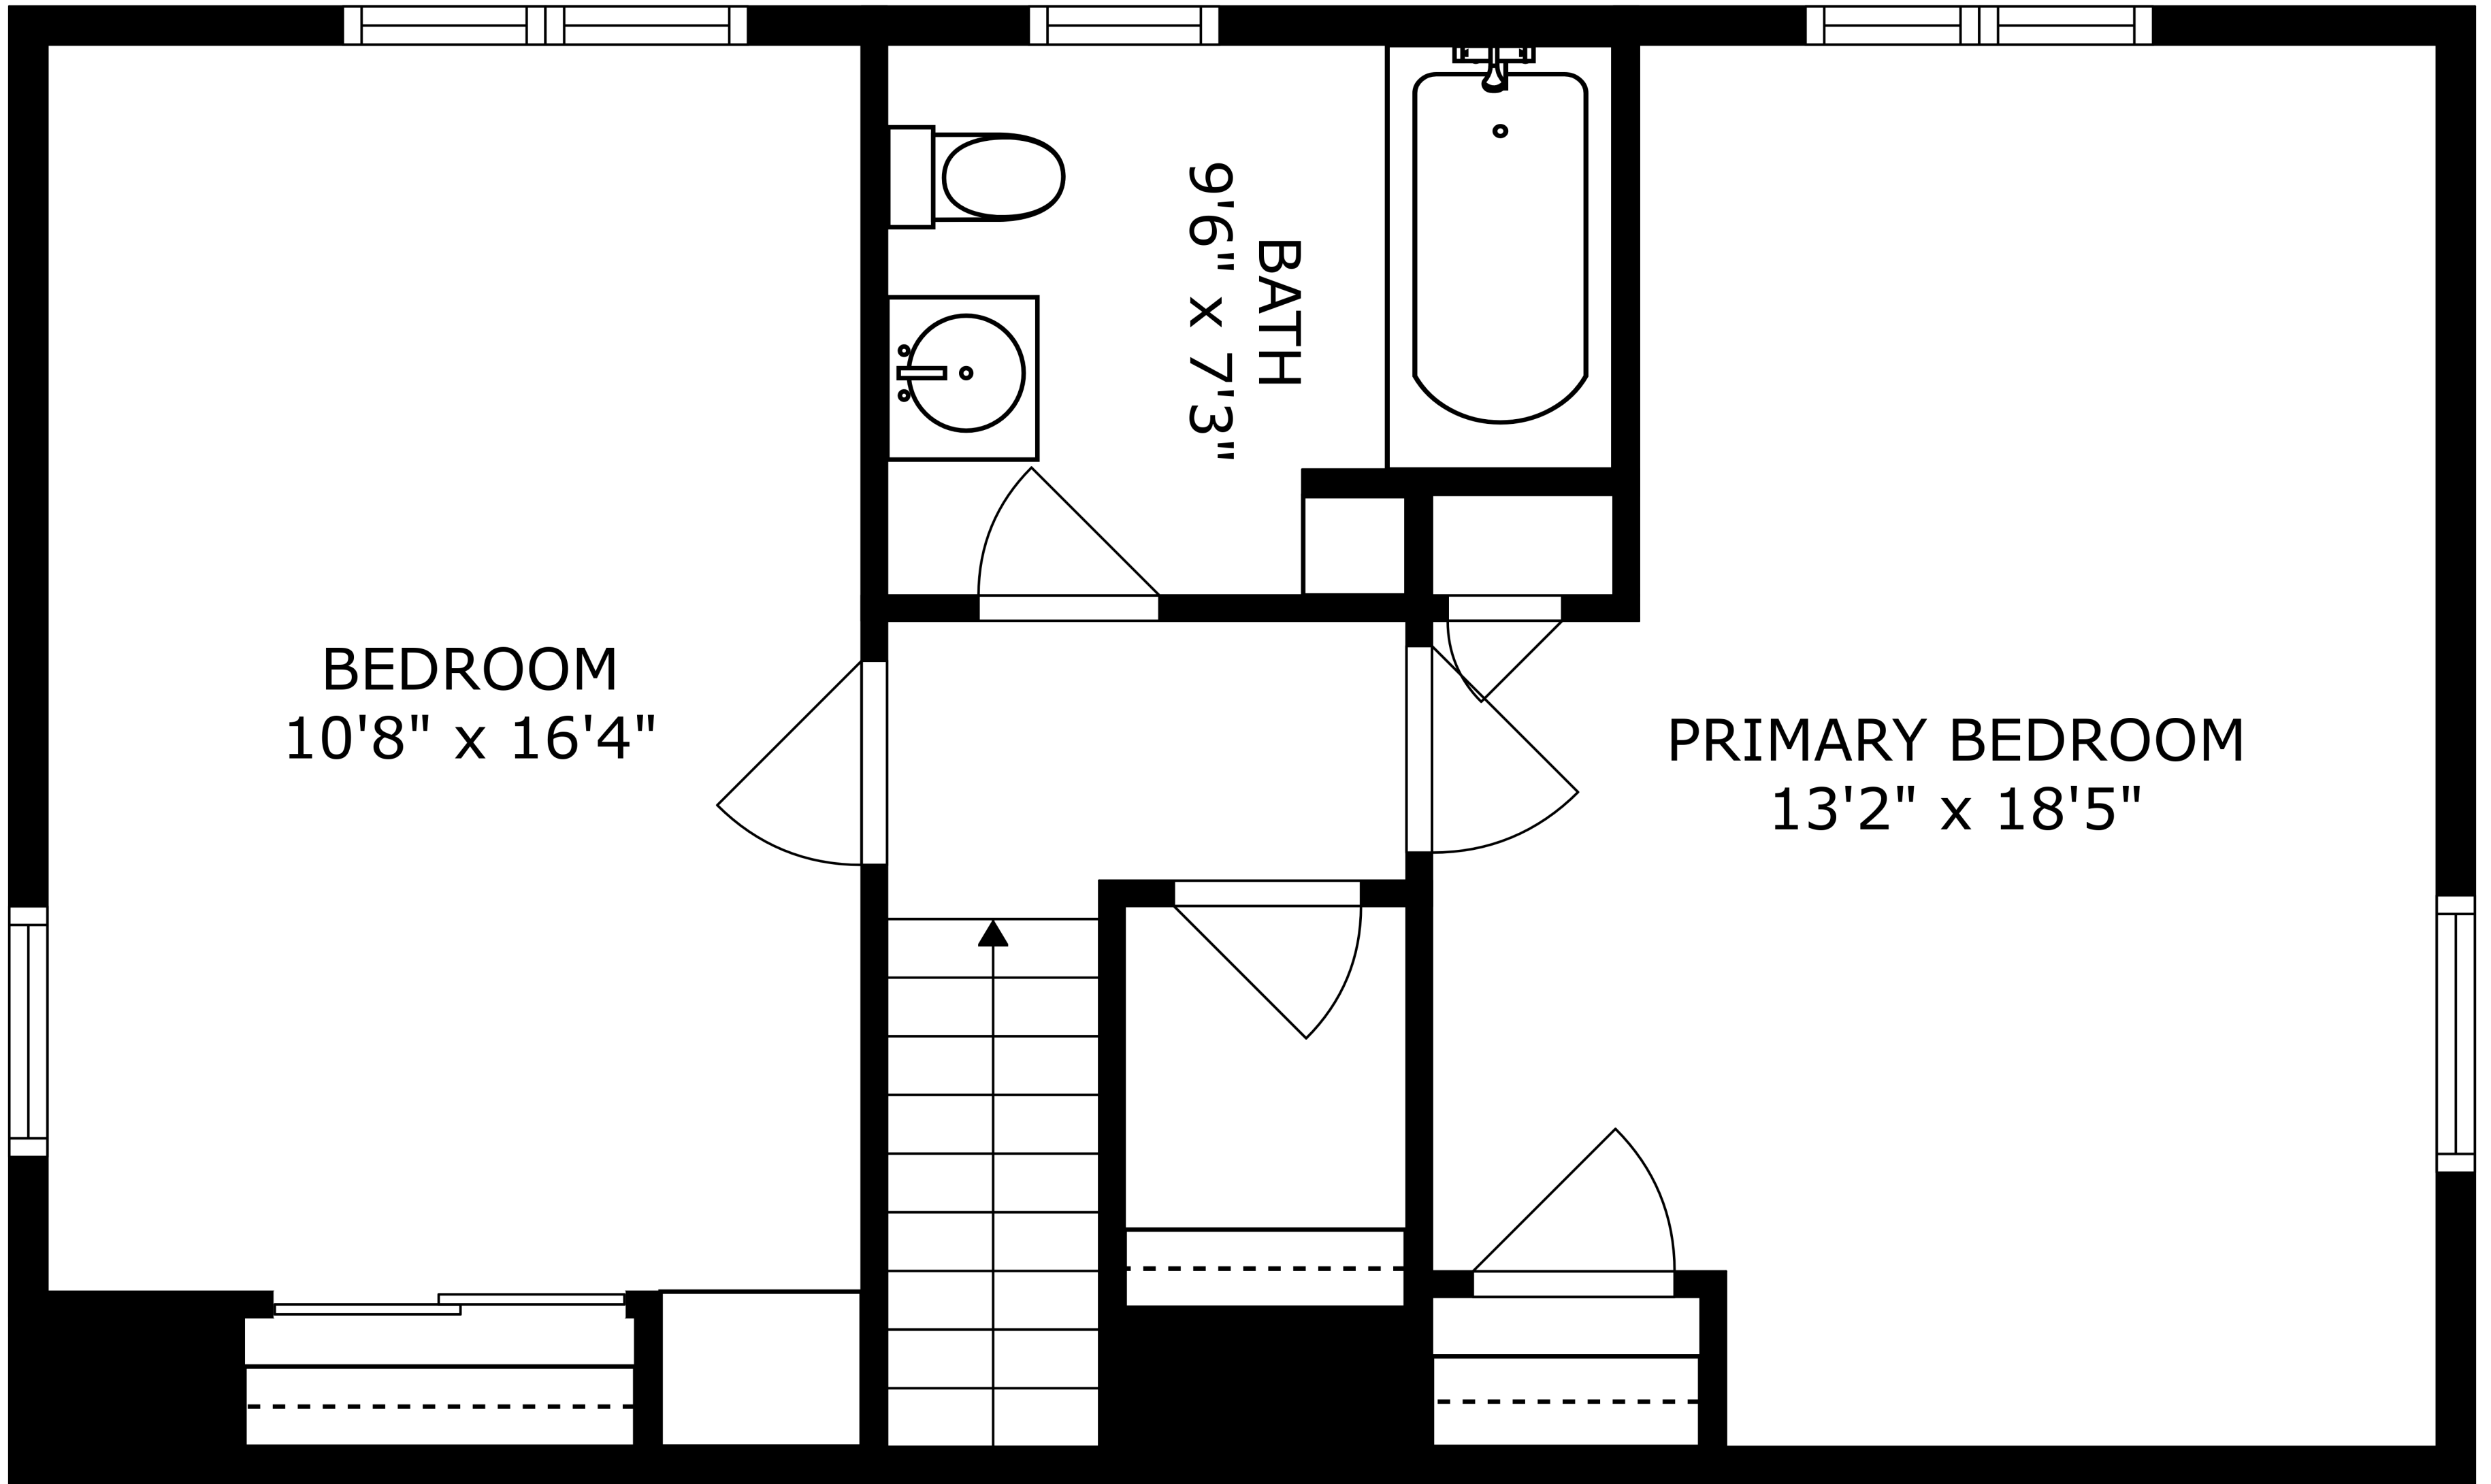 BATH
9'6" x 7'3"
BEDROOM
10'8" x 16'4"
PRIMARY BEDROOM
13'2" x 18'5"